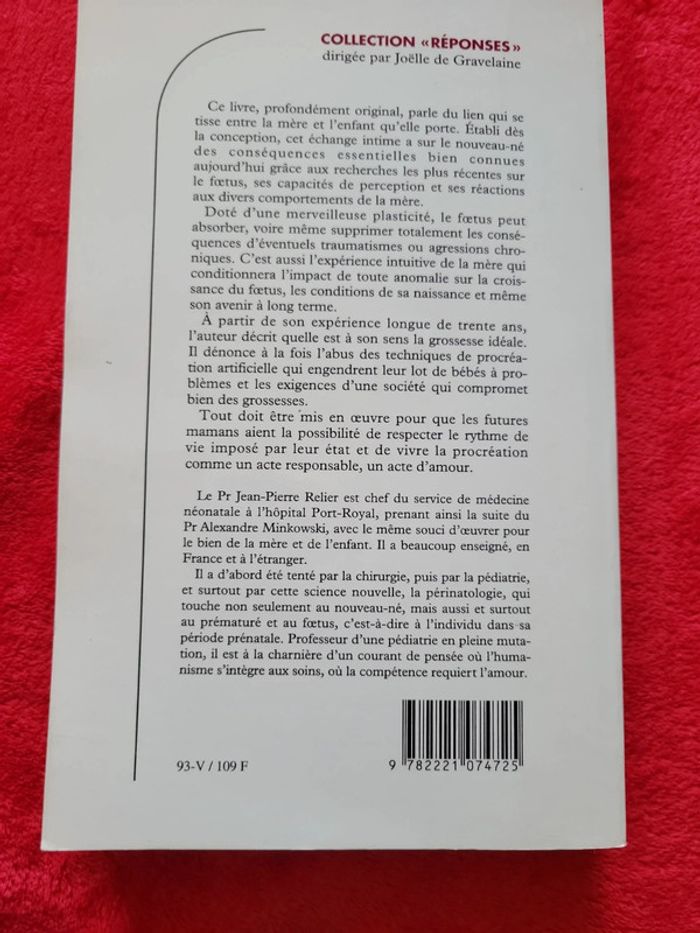 COLLECTION «RÉPONSES»
dirigée par Joëlle de Gravelaine
Ce livre, profondément original, parle du lien qui se
tisse entre la mère et l'enfant qu'elle porte. Établi dès
la conception, cet échange intime a sur le nouveau-né
des conséquences essentielles bien connues
aujourd'hui grâce aux recherches les plus récentes sur
le fœtus, ses capacités de perception et ses réactions
aux divers comportements de la mère.
Doté d'une merveilleuse plasticité, le fœtus peut
absorber, voire même supprimer totalement les consé-
quences d'éventuels traumatismes ou agressions chro-
niques. C'est aussi l'expérience intuitive de la mère qui
conditionnera l'impact de toute anomalie sur la crois-
sance du fœtus, les conditions de sa naissance et même
son avenir à long terme.
À partir de son expérience longue de trente ans,
l'auteur décrit quelle est à son sens la grossesse idéale.
Il dénonce à la fois l'abus des techniques de procréa-
tion artificielle qui engendrent leur lot de bébés à pro-
blèmes et les exigences d'une société qui compromet
bien des grossesses.
Tout doit être mis en œuvre pour que les futures
mamans aient la possibilité de respecter le rythme de
vie imposé par leur état et de vivre la procréation
comme un acte responsable, un acte d'amour.
Le Pr Jean-Pierre Relier est chef du service de médecine
néonatale à l'hôpital Port-Royal, prenant ainsi la suite du
Pr Alexandre Minkowski, avec le même souci d'œuvrer pour
le bien de la mère et de l'enfant. Il a beaucoup enseigné, en
France et à l'étranger.
Il a d'abord été tenté par la chirurgie, puis par la pédiatrie,
et surtout par cette science nouvelle, la périnatologie, qui
touche non seulement au nouveau-né, mais aussi et surtout
au prématuré et au fœtus, c'est-à-dire à l'individu dans sa
période prénatale. Professeur d'une pédiatrie en pleine muta-
tion, il est à la charnière d'un courant de pensée où l'huma-
nisme s'intègre aux soins, où la compétence requiert l'amour.
93-V / 109 F
9 782221 074725